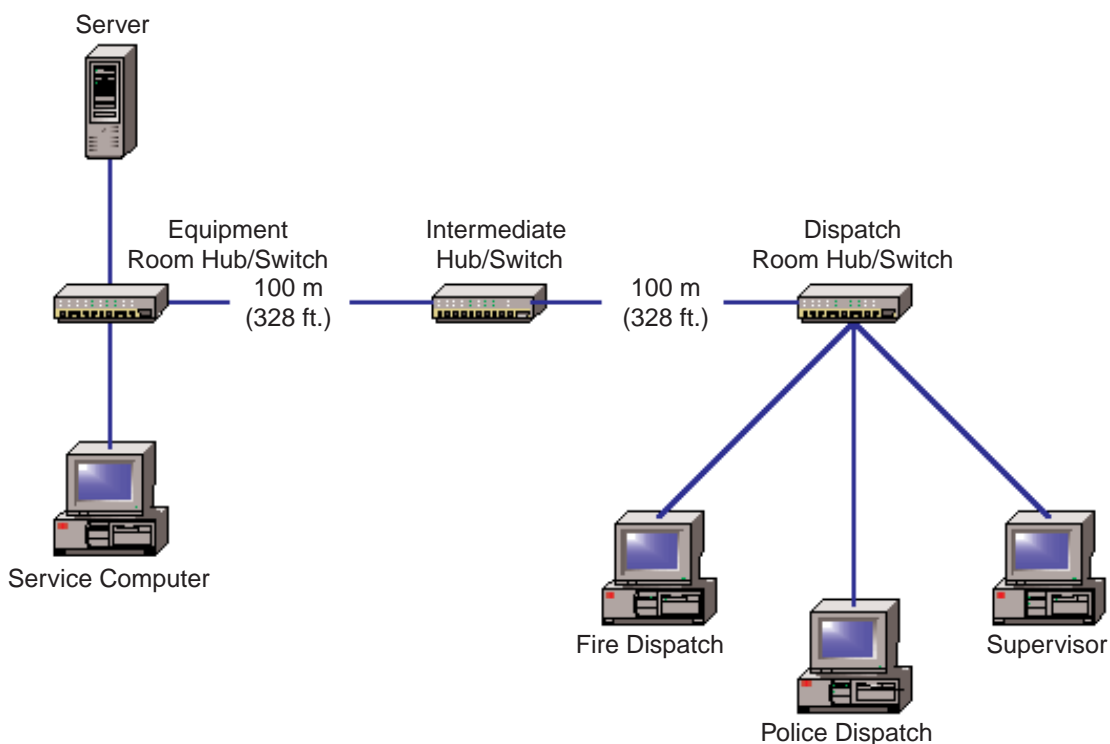 Server
Equipment
Room Hub/Switch
Intermediate
Hub/Switch
Dispatch
Room Hub/Switch
100 m
(328 ft.)
100 m
(328 ft.)
Service Computer
Fire Dispatch
Supervisor
Police Dispatch